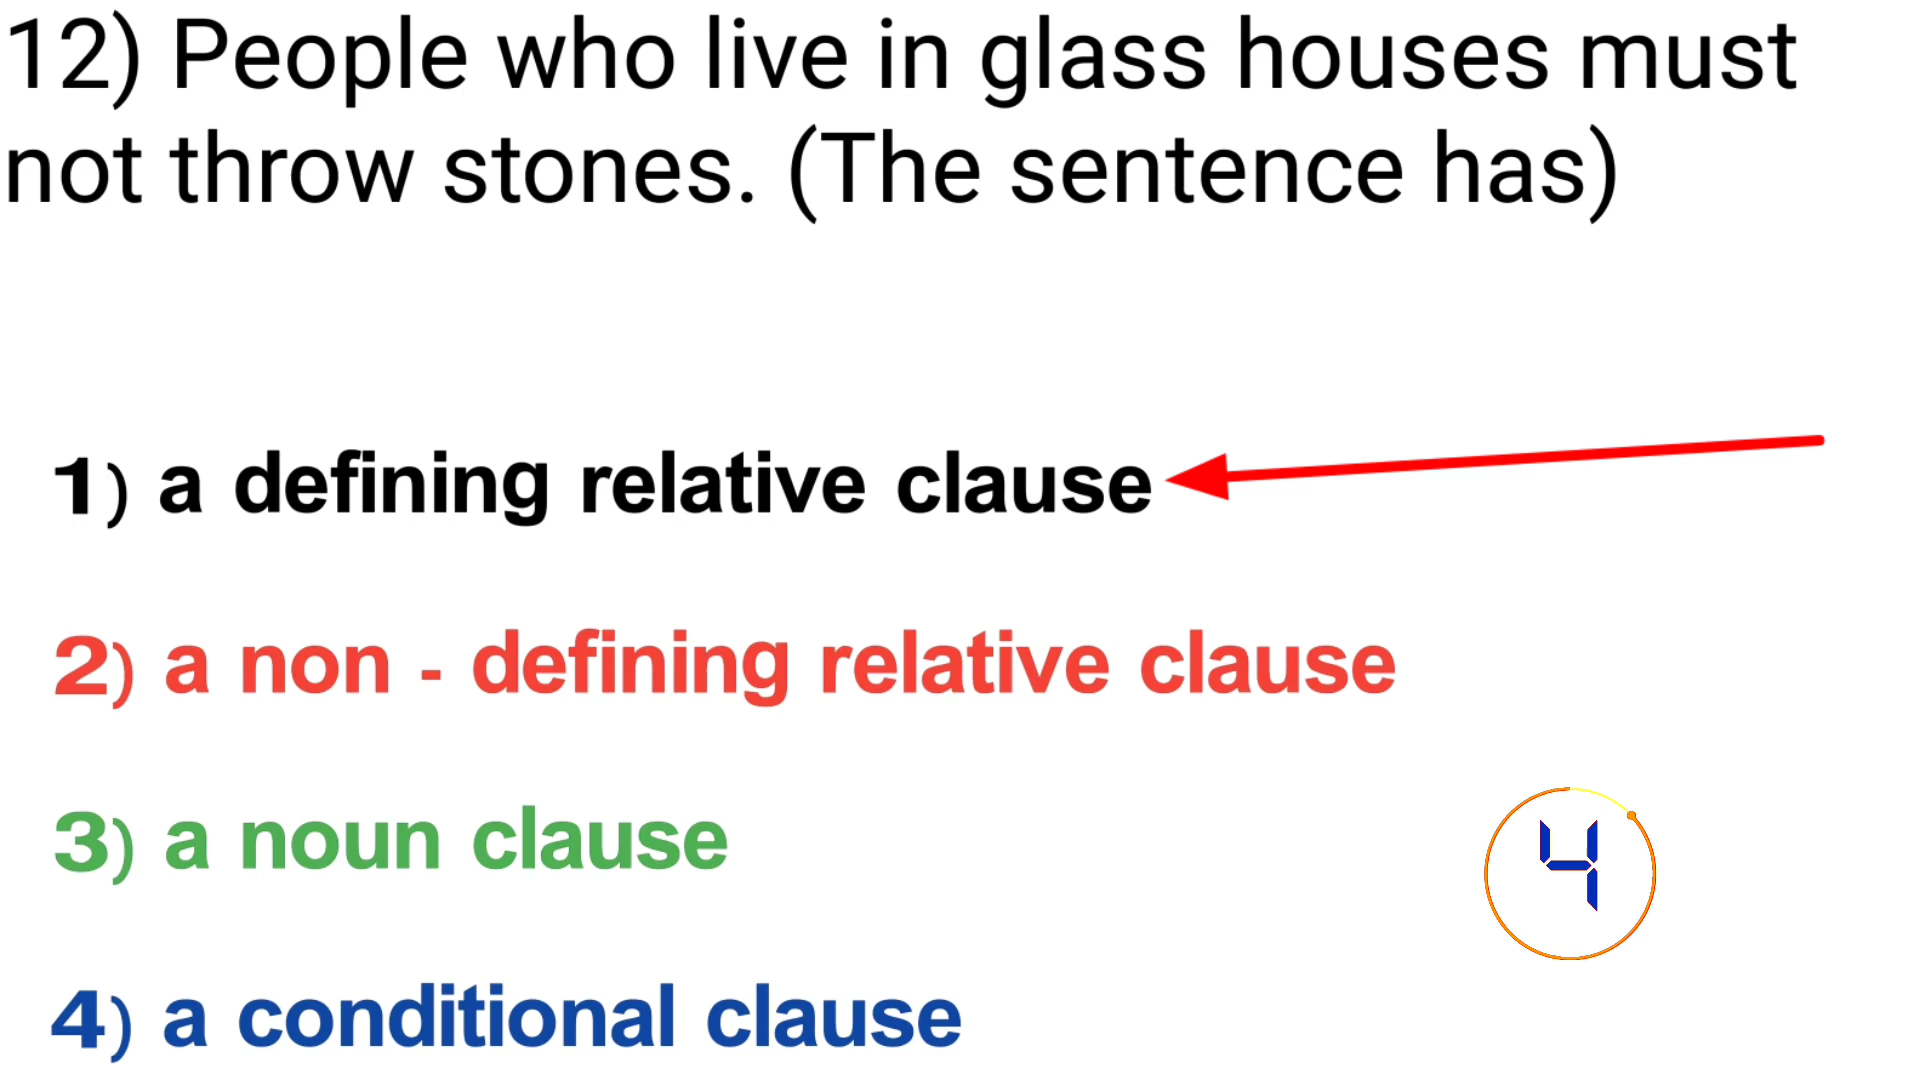 12) People who live in glass houses must
not throw stones. (The sentence has)
1) a defining relative clause
2) a non - defining relative clause
3) a noun clause
4
4) a conditional clause